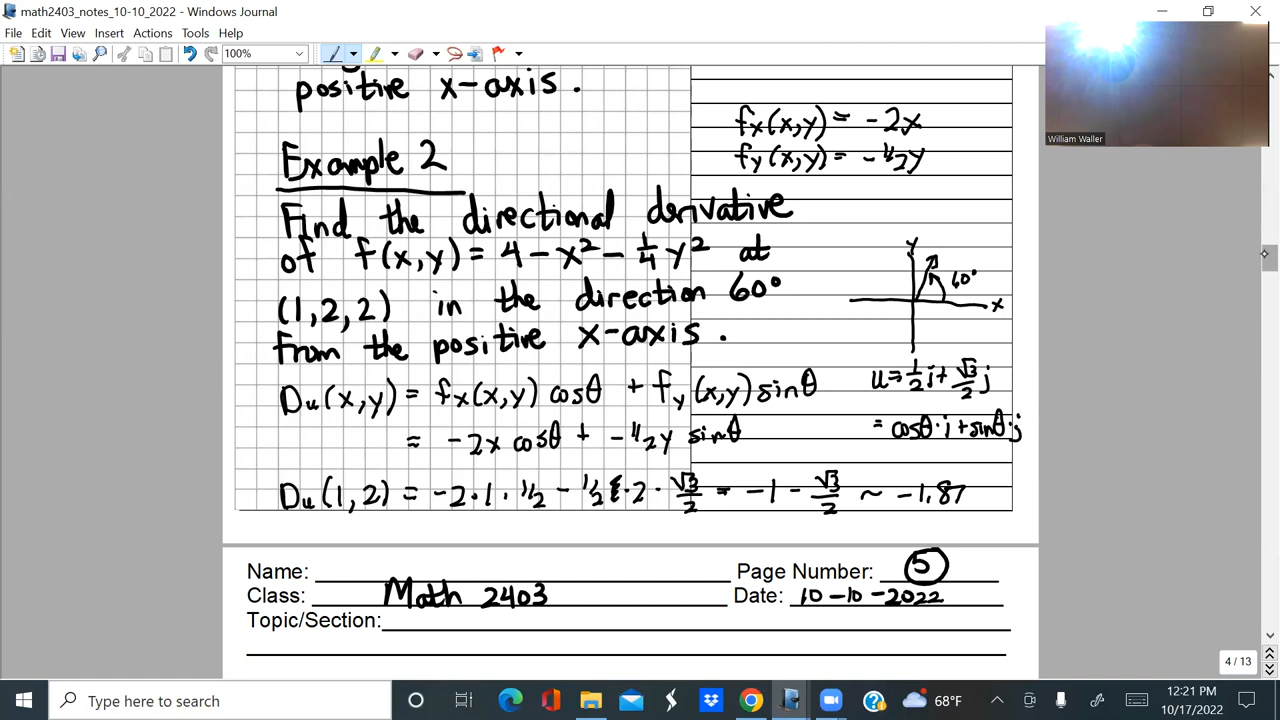 math2403_notes_10-10_2022 - Windows Journal
File Edit View Insert Actions Tools Help
100%
William Waller
positive x-axis.
fx(x,y) = -2x
fy(x,y) = -1/2y
Example 2
Find the directional derivative
of f(x,y) = 4 - x² - 1/4 y² at
(1,2,2) in the direction 60°
from the positive x-axis.
y
60°
x
Du(x,y) = fx(x,y) cosθ + fy(x,y) sinθ
= -2x cosθ + -1/2y sinθ
u = 1/2 i + √3/2 j
= cosθ·i + sinθ·j
Du(1,2) = -2·1·1/2 - 1/2·2·√3/2 = -1 - √3/2 ~ -1.87
Name: Page Number: 5
Class: Math 2403 Date: 10-10-2022
Topic/Section:
4 / 13
Type here to search
68°F
12:21 PM
10/17/2022